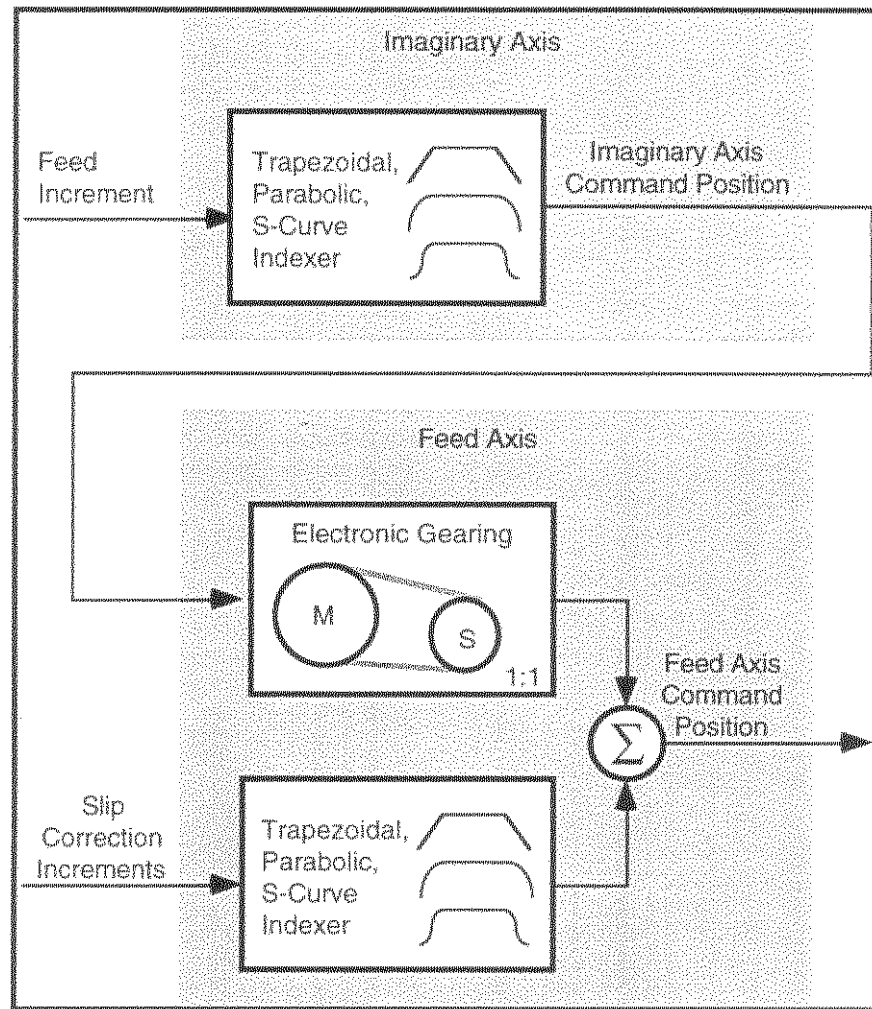 Imaginary Axis
Feed
Increment
Trapezoidal,
Parabolic,
S-Curve
Indexer
Imaginary Axis
Command Position
Feed Axis
Electronic Gearing
M
S
1:1
Feed Axis
Command
Position
Σ
Slip
Correction
Increments
Trapezoidal,
Parabolic,
S-Curve
Indexer